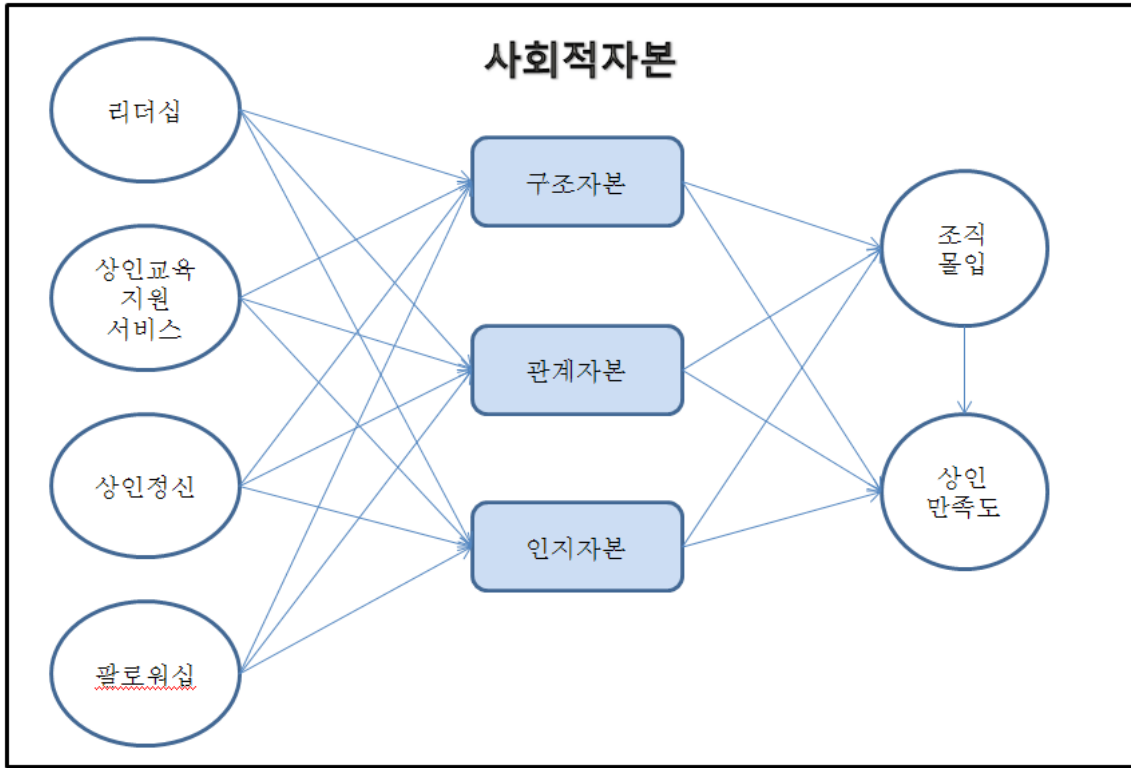 사회적자본
리더십
상인교육
지원
서비스
상인정신
팔로워십
구조자본
관계자본
인지자본
조직
몰입
상인
만족도